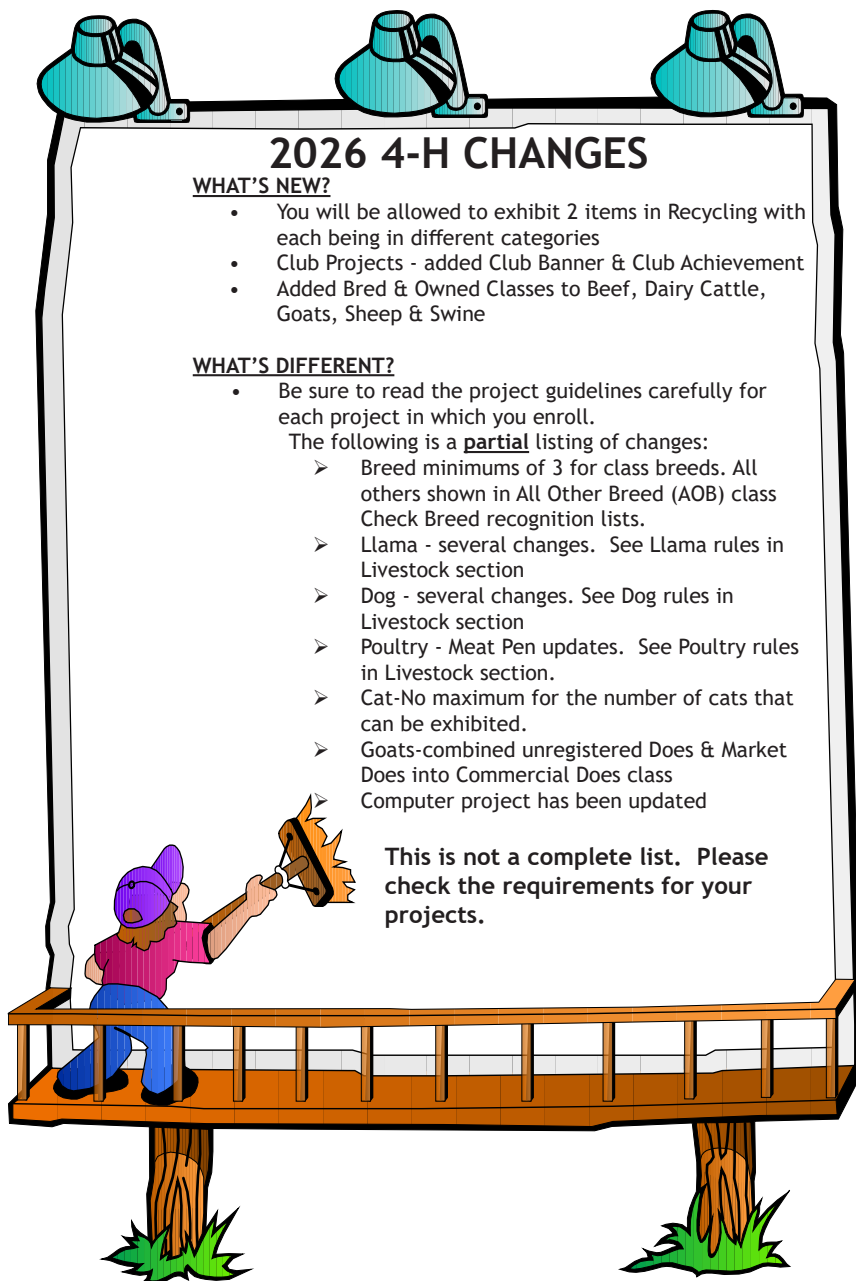 2026 4-H CHANGES
WHAT'S NEW?
• You will be allowed to exhibit 2 items in Recycling with
each being in different categories
• Club Projects - added Club Banner & Club Achievement
• Added Bred & Owned Classes to Beef, Dairy Cattle,
Goats, Sheep & Swine
WHAT'S DIFFERENT?
• Be sure to read the project guidelines carefully for
each project in which you enroll.
The following is a partial listing of changes:
➢ Breed minimums of 3 for class breeds. All
others shown in All Other Breed (AOB) class
Check Breed recognition lists.
➢ Llama - several changes. See Llama rules in
Livestock section
➢ Dog - several changes. See Dog rules in
Livestock section
➢ Poultry - Meat Pen updates. See Poultry rules
in Livestock section.
➢ Cat-No maximum for the number of cats that
can be exhibited.
➢ Goats-combined unregistered Does & Market
Does into Commercial Does class
➢ Computer project has been updated
This is not a complete list. Please
check the requirements for your
projects.